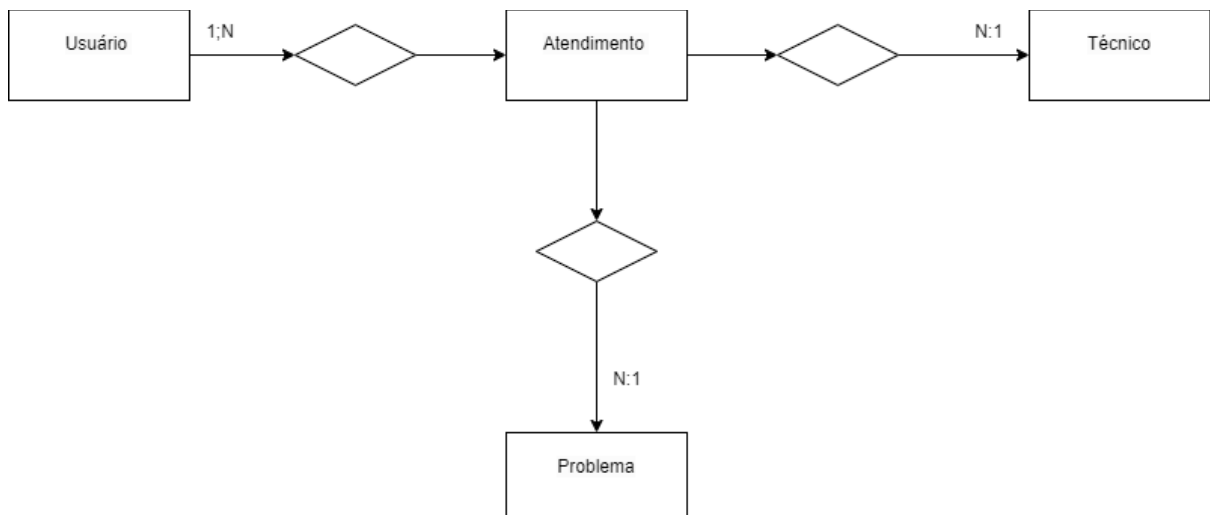 Usuário
1;N
Atendimento
N:1
Técnico
N:1
Problema